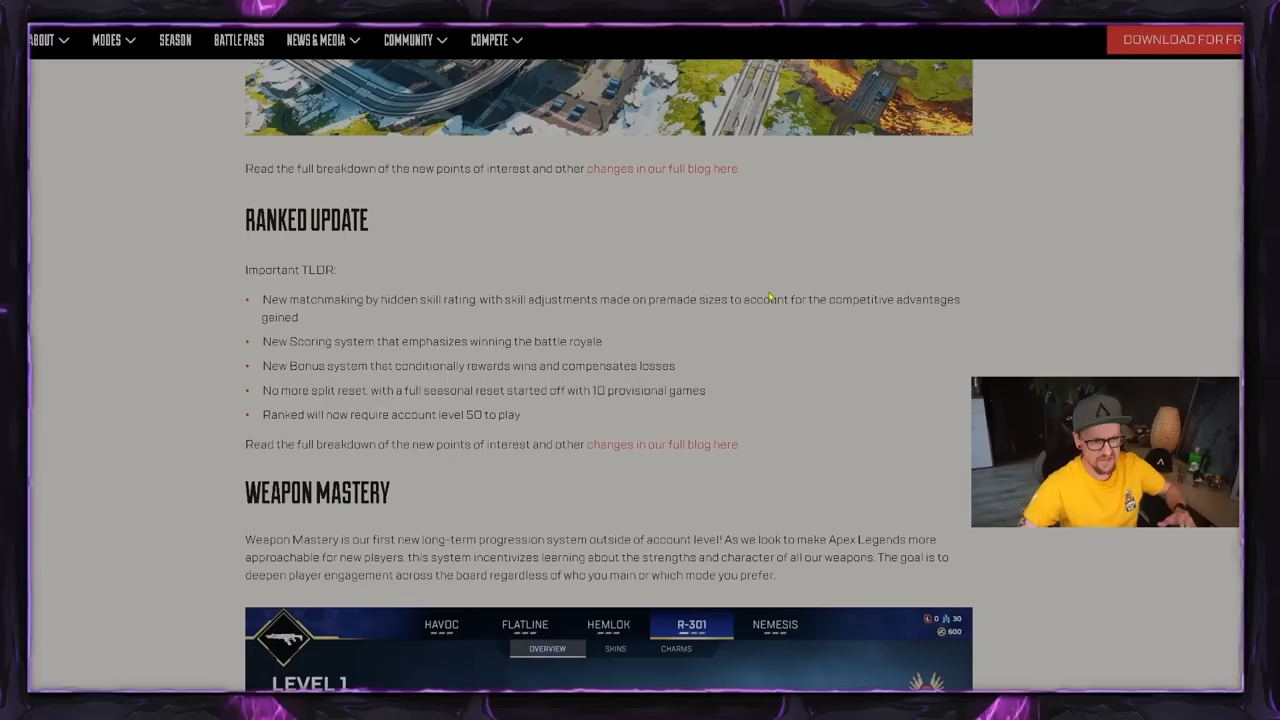 ABOUT MODES SEASON BATTLE PASS NEWS & MEDIA COMMUNITY COMPETE DOWNLOAD FOR FR
Read the full breakdown of the new points of interest and other changes in our full blog here.
RANKED UPDATE
Important TLDR:
• New matchmaking by hidden skill rating, with skill adjustments made on premade sizes to account for the competitive advantages
gained
• New Scoring system that emphasizes winning the battle royale
• New Bonus system that conditionally rewards wins and compensates losses
• No more split reset, with a full seasonal reset started off with 10 provisional games
• Ranked will now require account level 50 to play
Read the full breakdown of the new points of interest and other changes in our full blog here.
WEAPON MASTERY
Weapon Mastery is our first new long-term progression system outside of account level! As we look to make Apex Legends more
approachable for new players, this system incentivizes learning about the strengths and character of all our weapons. The goal is to
deepen player engagement across the board regardless of who you main or which mode you prefer.
HAVOC FLATLINE HEMLOK R-301 NEMESIS 0 30
600
OVERVIEW SKINS CHARMS
LEVEL 1